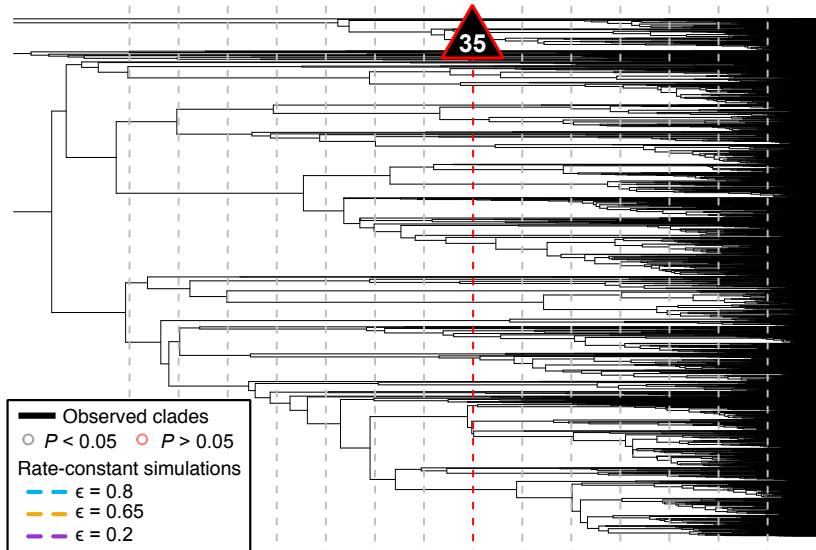 35
Observed clades
P < 0.05 P > 0.05
Rate-constant simulations
ϵ = 0.8
ϵ = 0.65
ϵ = 0.2